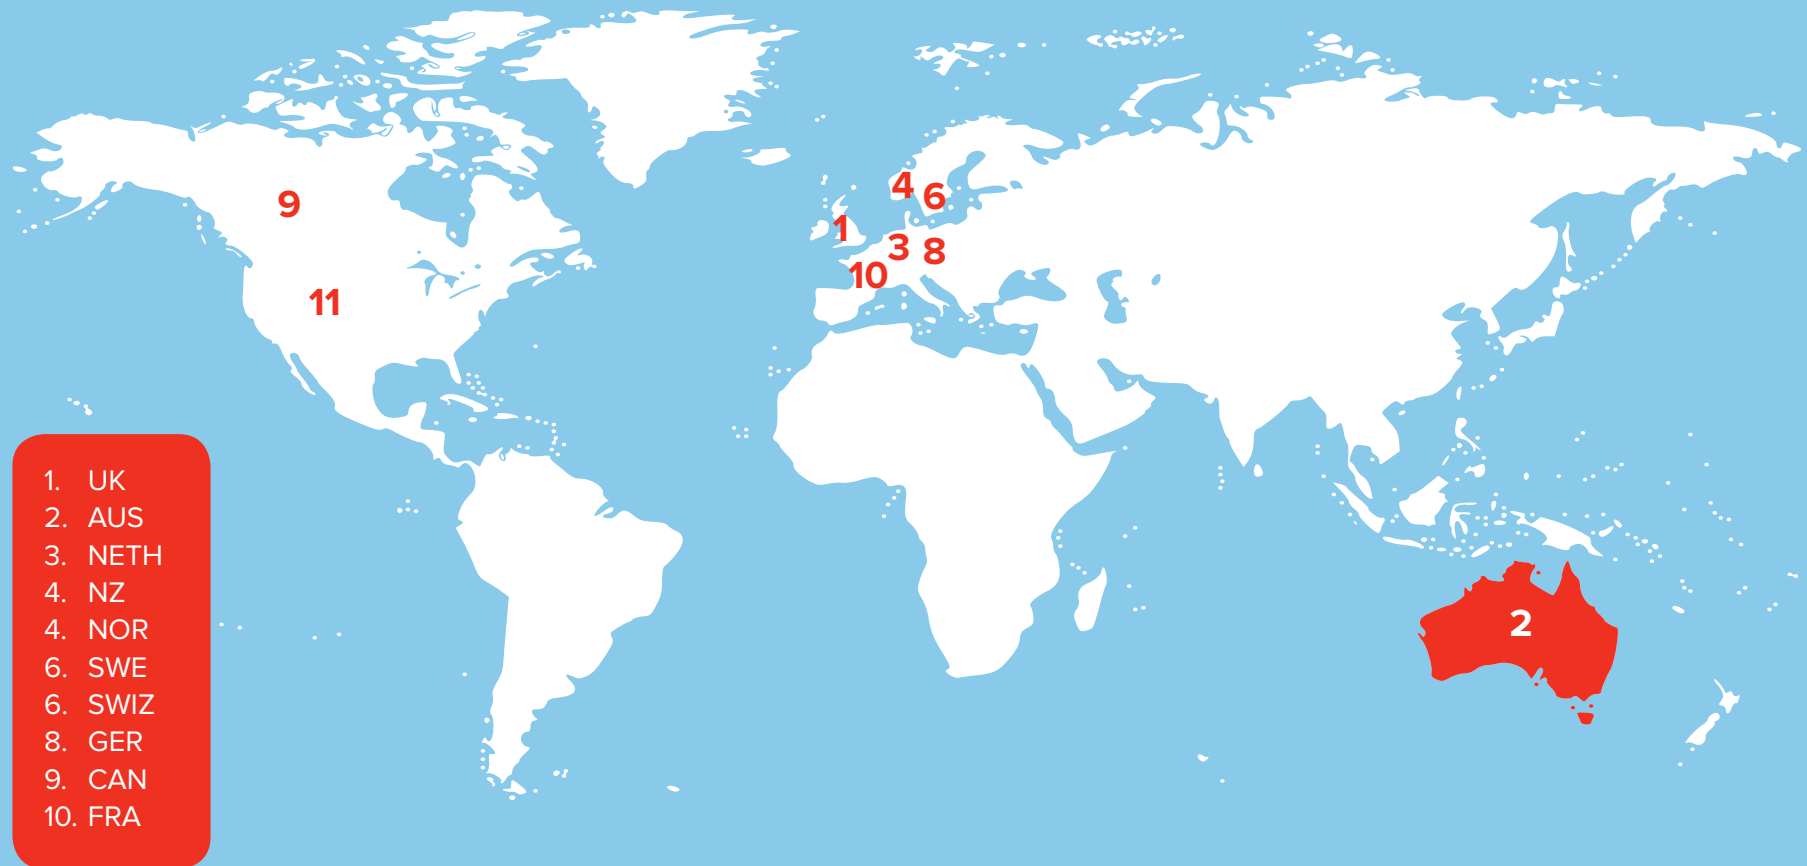 9
11
4
6
1
3
8
10
2
1. UK
2. AUS
3. NETH
4. NZ
4. NOR
6. SWE
6. SWIZ
8. GER
9. CAN
10. FRA